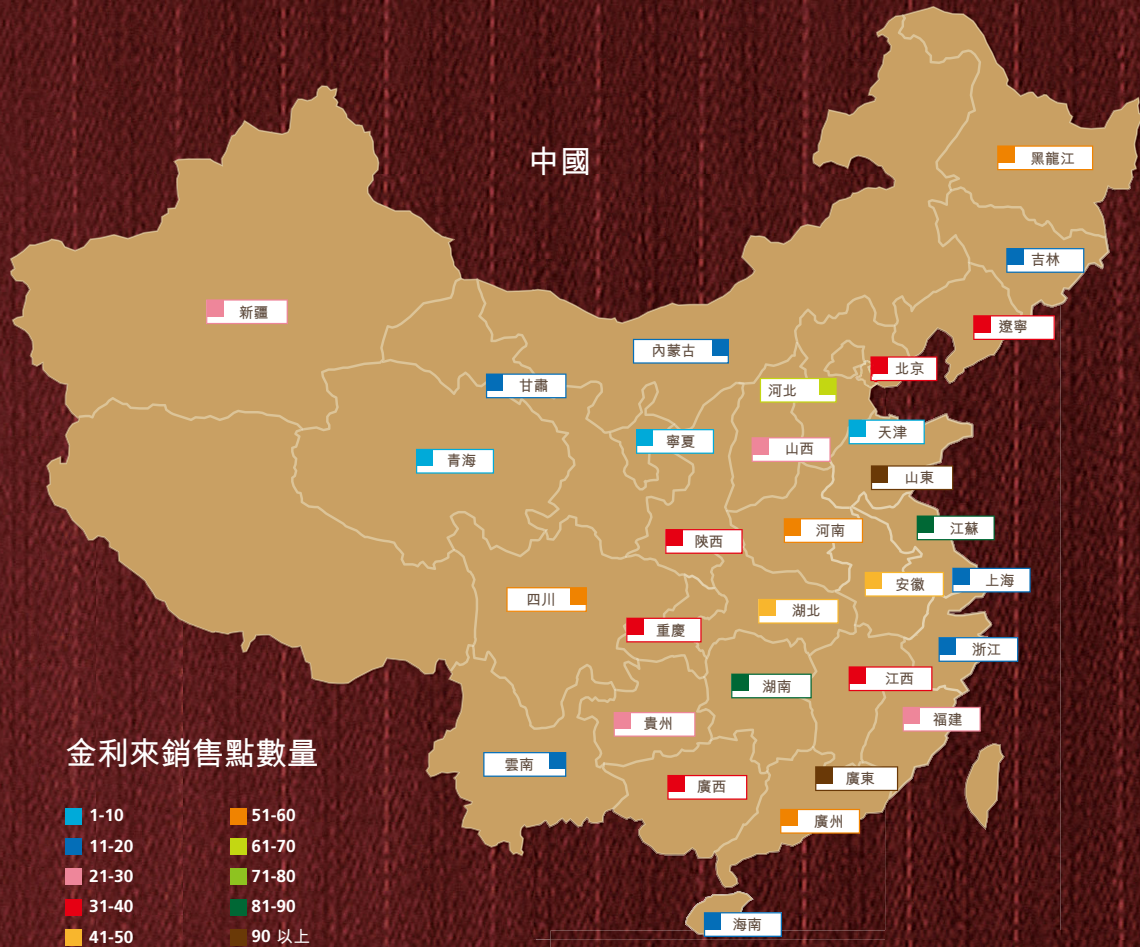 中國
黑龍江
吉林
新疆
遼寧
內蒙古
北京
甘肅
河北
天津
寧夏
山西
青海
山東
江蘇
河南
陝西
上海
安徽
四川
湖北
重慶
浙江
江西
湖南
福建
貴州
雲南
廣東
廣西
廣州
海南
金利來銷售點數量
1-10
11-20
21-30
31-40
41-50
51-60
61-70
71-80
81-90
90 以上